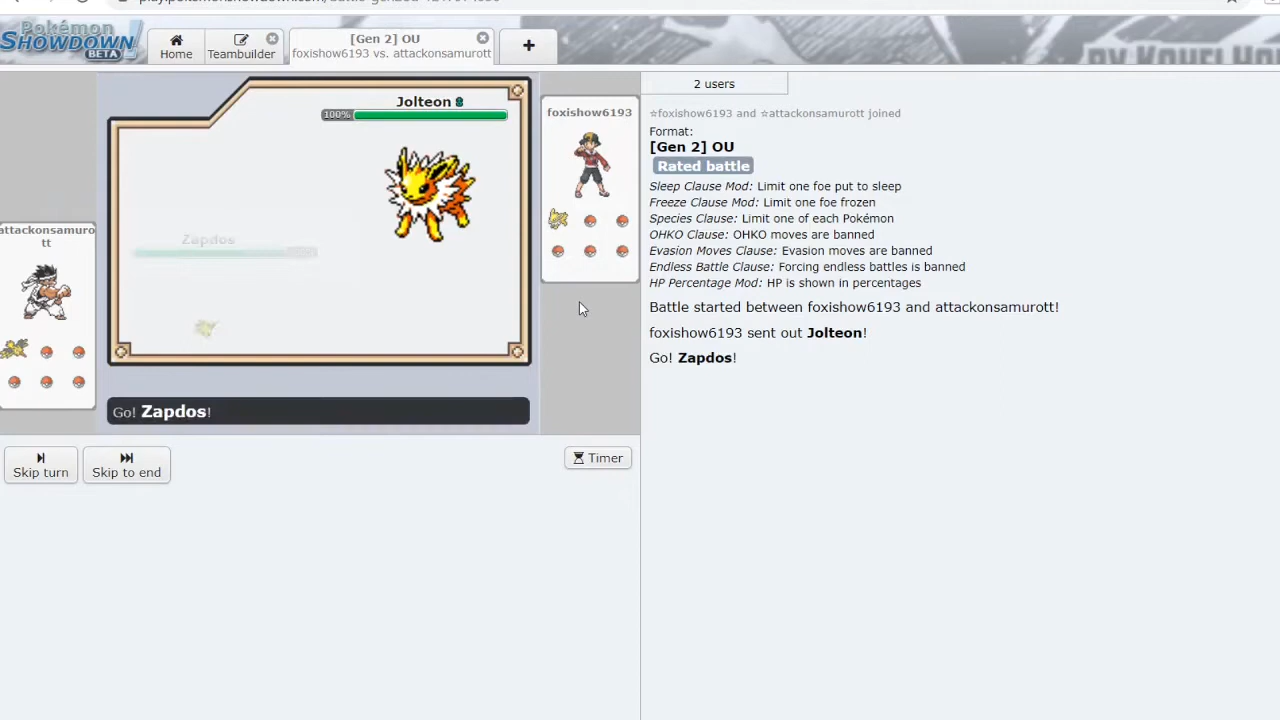 Pokémon
SHOWDOWN
BETA
Home
Teambuilder
[Gen 2] OU
foxishow6193 vs. attackonsamurott
+
Jolteon
100%
Zapdos
attackonsamuro
tt
foxishow6193
Go! Zapdos!
Skip turn
Skip to end
Timer
2 users
☆foxishow6193 and ☆attackonsamurott joined
Format:
[Gen 2] OU
Rated battle
Sleep Clause Mod: Limit one foe put to sleep
Freeze Clause Mod: Limit one foe frozen
Species Clause: Limit one of each Pokémon
OHKO Clause: OHKO moves are banned
Evasion Moves Clause: Evasion moves are banned
Endless Battle Clause: Forcing endless battles is banned
HP Percentage Mod: HP is shown in percentages
Battle started between foxishow6193 and attackonsamurott!
foxishow6193 sent out Jolteon!
Go! Zapdos!